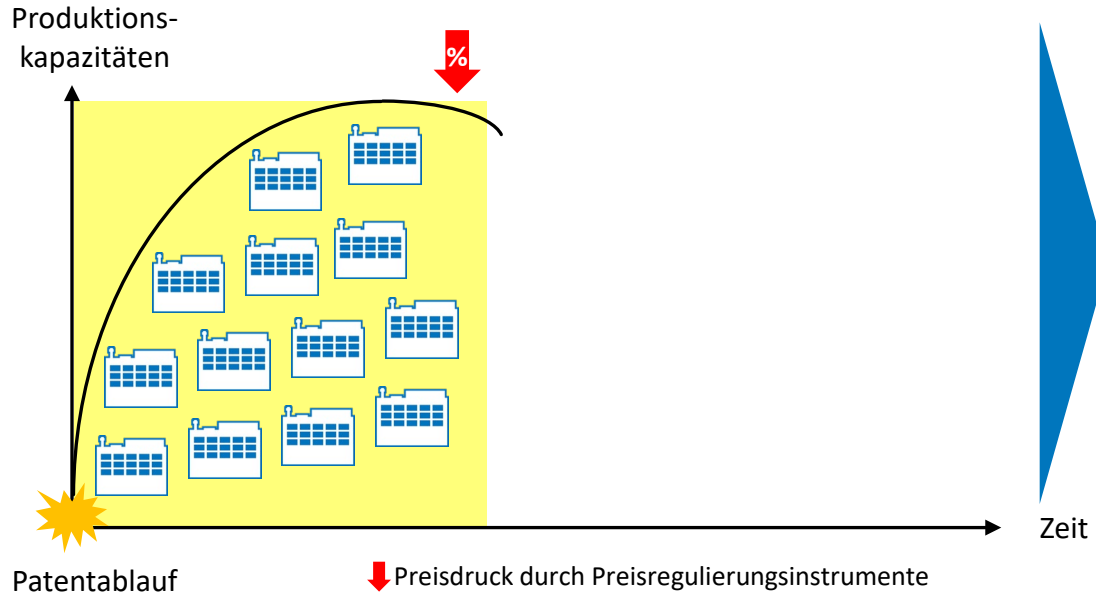 Produktions-
kapazitäten
%
Zeit
Patentablauf
Preisdruck durch Preisregulierungsinstrumente